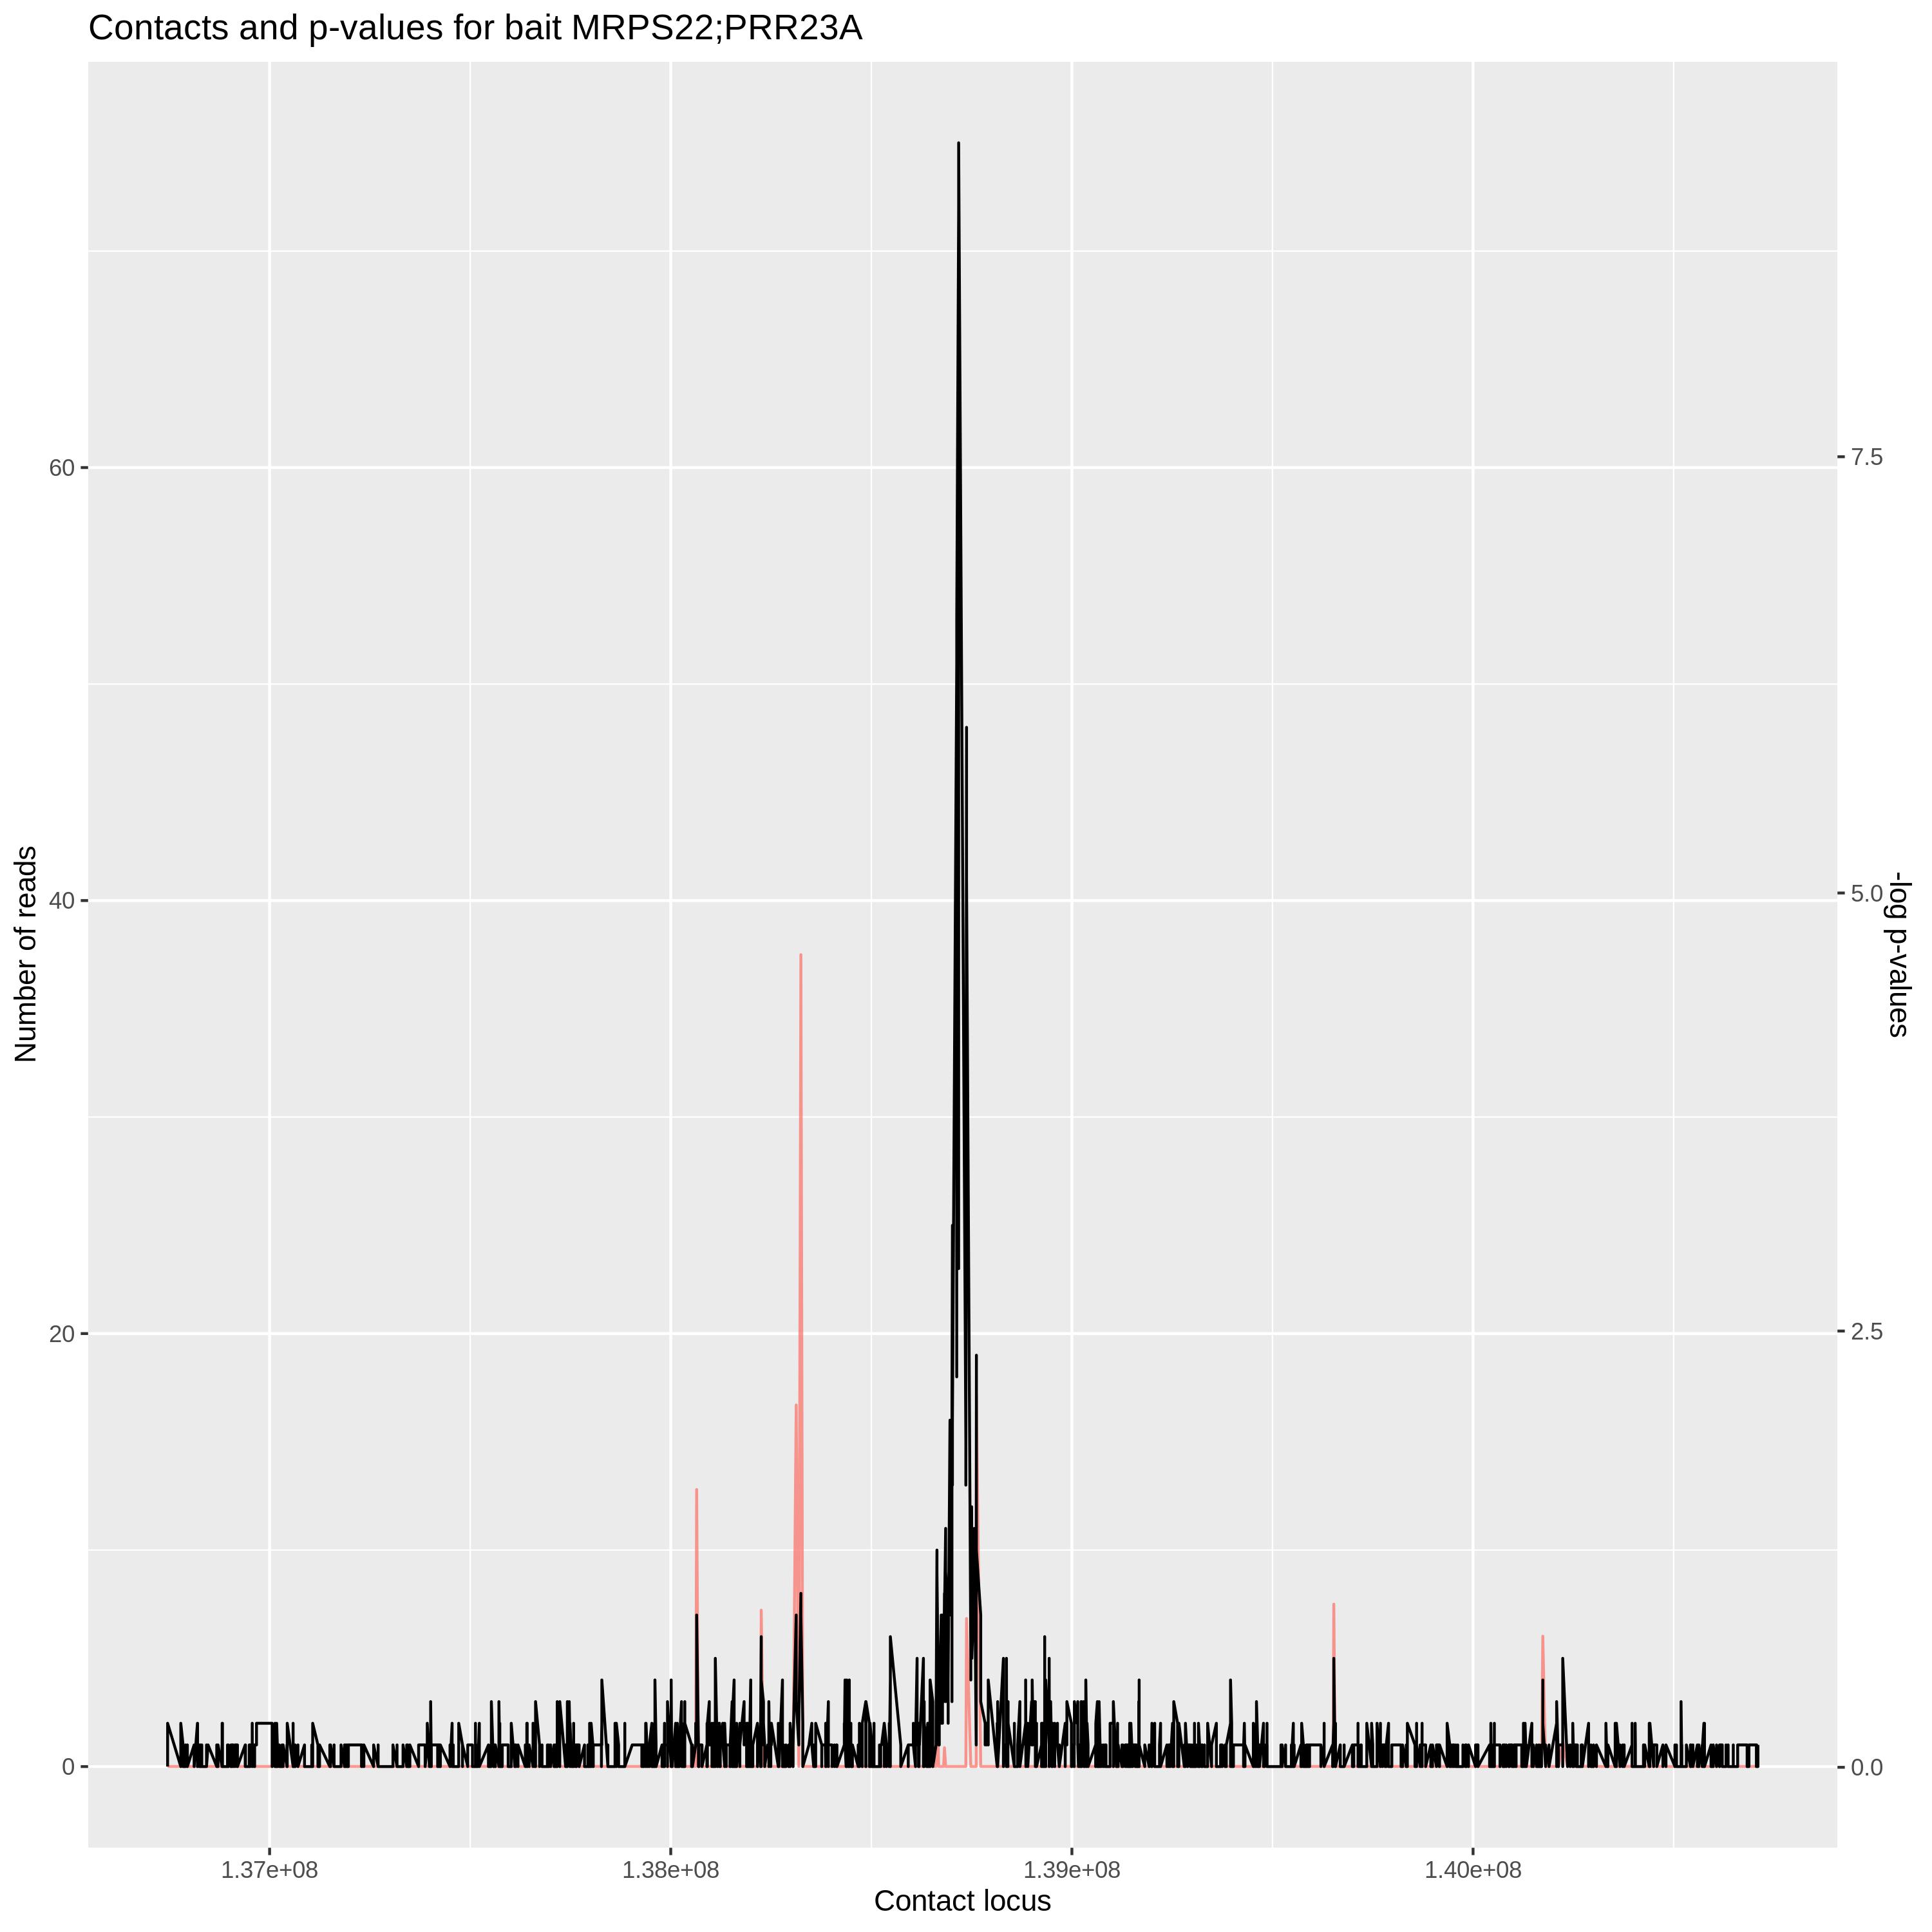 Contacts and p-values for bait MRPS22;PRR23A
Number of reads
60
40
20
0
7.5
5.0
2.5
0.0
-log p-values
1.37e+08
1.38e+08
1.39e+08
1.40e+08
Contact locus